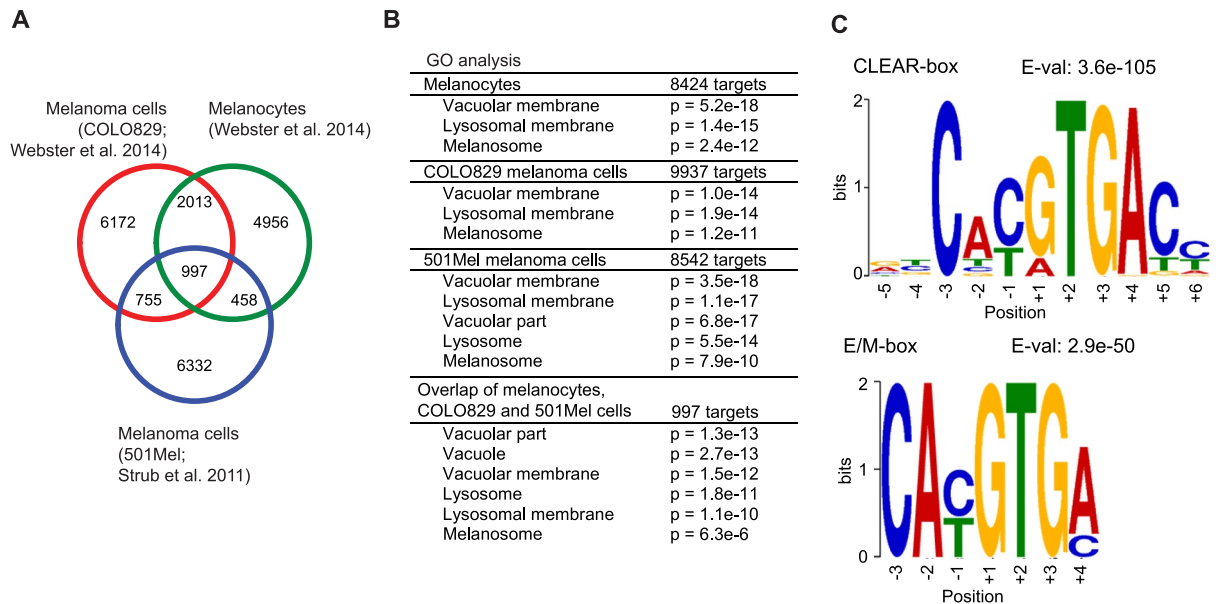 A
Melanoma cells
(COLO829;
Webster et al. 2014)
Melanocytes
(Webster et al. 2014)
6172
2013
4956
997
755
458
6332
Melanoma cells
(501Mel;
Strub et al. 2011)
B
GO analysis
Melanocytes 8424 targets
Vacuolar membrane p = 5.2e-18
Lysosomal membrane p = 1.4e-15
Melanosome p = 2.4e-12
COLO829 melanoma cells 9937 targets
Vacuolar membrane p = 1.0e-14
Lysosomal membrane p = 1.9e-14
Melanosome p = 1.2e-11
501Mel melanoma cells 8542 targets
Vacuolar membrane p = 3.5e-18
Lysosomal membrane p = 1.1e-17
Vacuolar part p = 6.8e-17
Lysosome p = 5.5e-14
Melanosome p = 7.9e-10
Overlap of melanocytes,
COLO829 and 501Mel cells 997 targets
Vacuolar part p = 1.3e-13
Vacuole p = 2.7e-13
Vacuolar membrane p = 1.5e-12
Lysosome p = 1.8e-11
Lysosomal membrane p = 1.1e-10
Melanosome p = 6.3e-6
C
CLEAR-box E-val: 3.6e-105
bits
2
1
0
C A C G T G A C C
T T A T T
-5 -4 -3 -2 -1 +1 +2 +3 +4 +5 +6
Position
E/M-box E-val: 2.9e-50
bits
2
1
0
C A C G T G A
T C
-3 -2 -1 +1 +2 +3 +4
Position